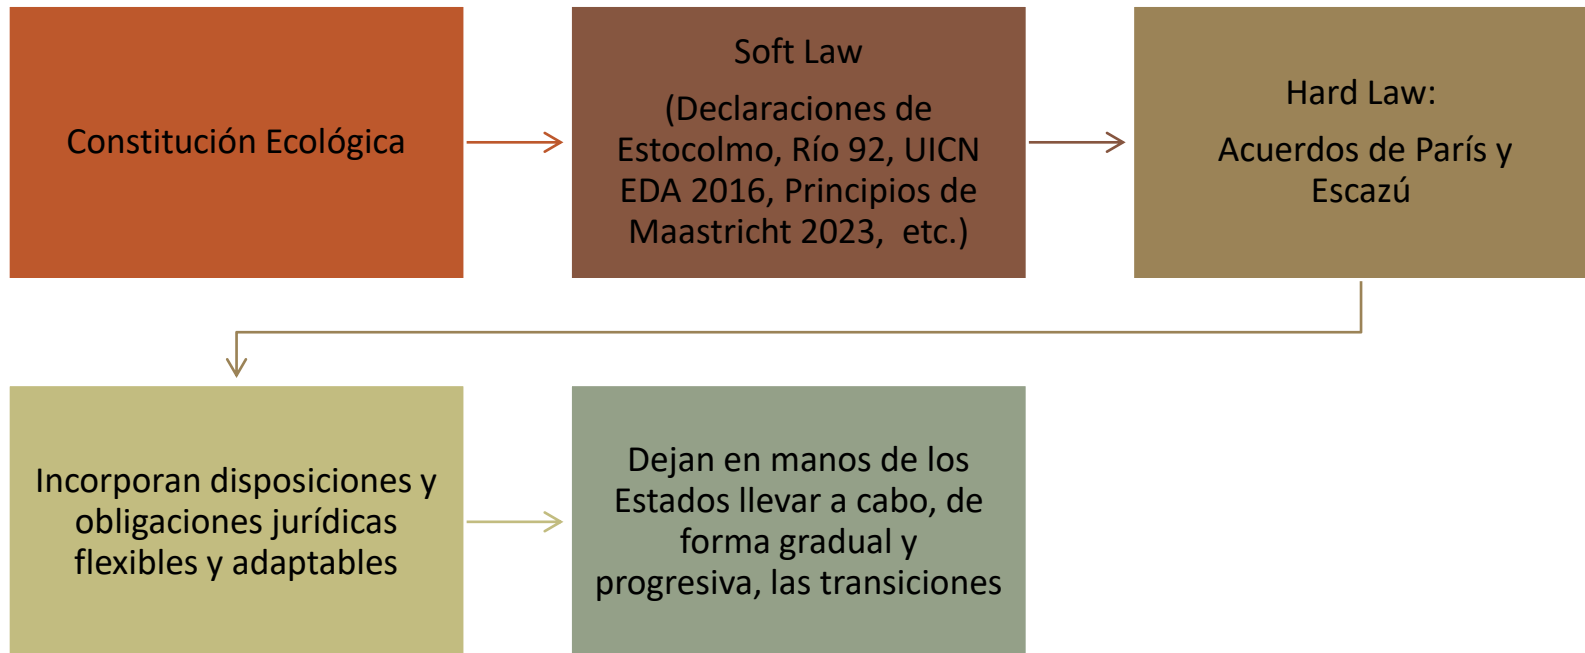 Constitución Ecológica
Soft Law
(Declaraciones de
Estocolmo, Río 92, UICN
EDA 2016, Principios de
Maastricht 2023,  etc.)
Hard Law:
Acuerdos de París y
Escazú
Incorporan disposiciones y
obligaciones jurídicas
flexibles y adaptables
Dejan en manos de los
Estados llevar a cabo, de
forma gradual y
progresiva, las transiciones